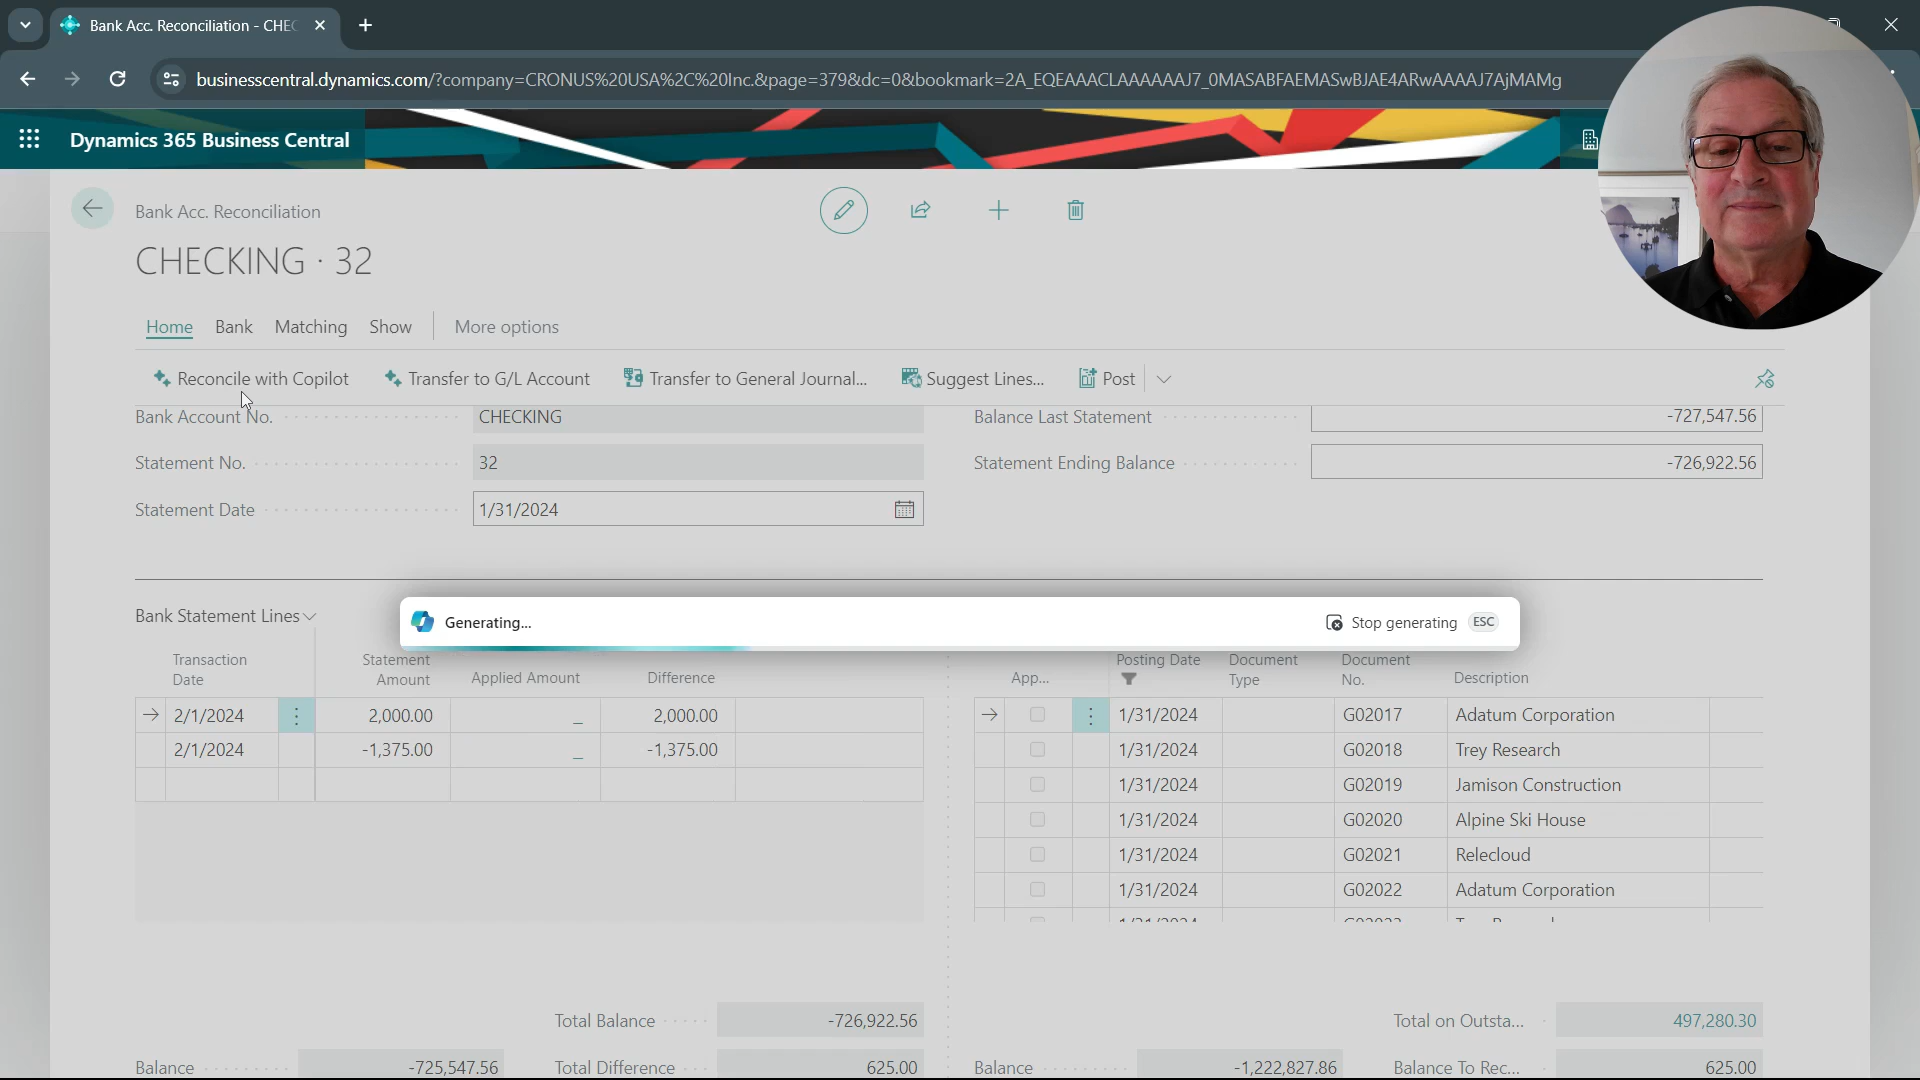 Bank Acc. Reconciliation - CHEC
businesscentral.dynamics.com/?company=CRONUS%20USA%2C%20Inc.&page=379&dc=0&bookmark=2A_EQEAAACLAAAAAAJ7_0MASABFAEMASwBJAE4ARwAAAAJ7AjMAMg
Dynamics 365 Business Central
Bank Acc. Reconciliation
CHECKING · 32
Home Bank Matching Show More options
Reconcile with Copilot Transfer to G/L Account Transfer to General Journal... Suggest Lines... Post
Bank Account No. CHECKING Balance Last Statement -727,547.56
Statement No. 32 Statement Ending Balance -726,922.56
Statement Date 1/31/2024
Bank Statement Lines Generating... Stop generating ESC
Transaction Date Statement Amount Applied Amount Difference App... Posting Date Document Type Document No. Description
2/1/2024 2,000.00 _ 2,000.00 1/31/2024 G02017 Adatum Corporation
2/1/2024 -1,375.00 _ -1,375.00 1/31/2024 G02018 Trey Research
1/31/2024 G02019 Jamison Construction
1/31/2024 G02020 Alpine Ski House
1/31/2024 G02021 Relecloud
1/31/2024 G02022 Adatum Corporation
Total Balance -726,922.56 Total on Outsta... 497,280.30
Balance -725,547.56 Total Difference 625.00 Balance -1,222,827.86 Balance To Rec... 625.00